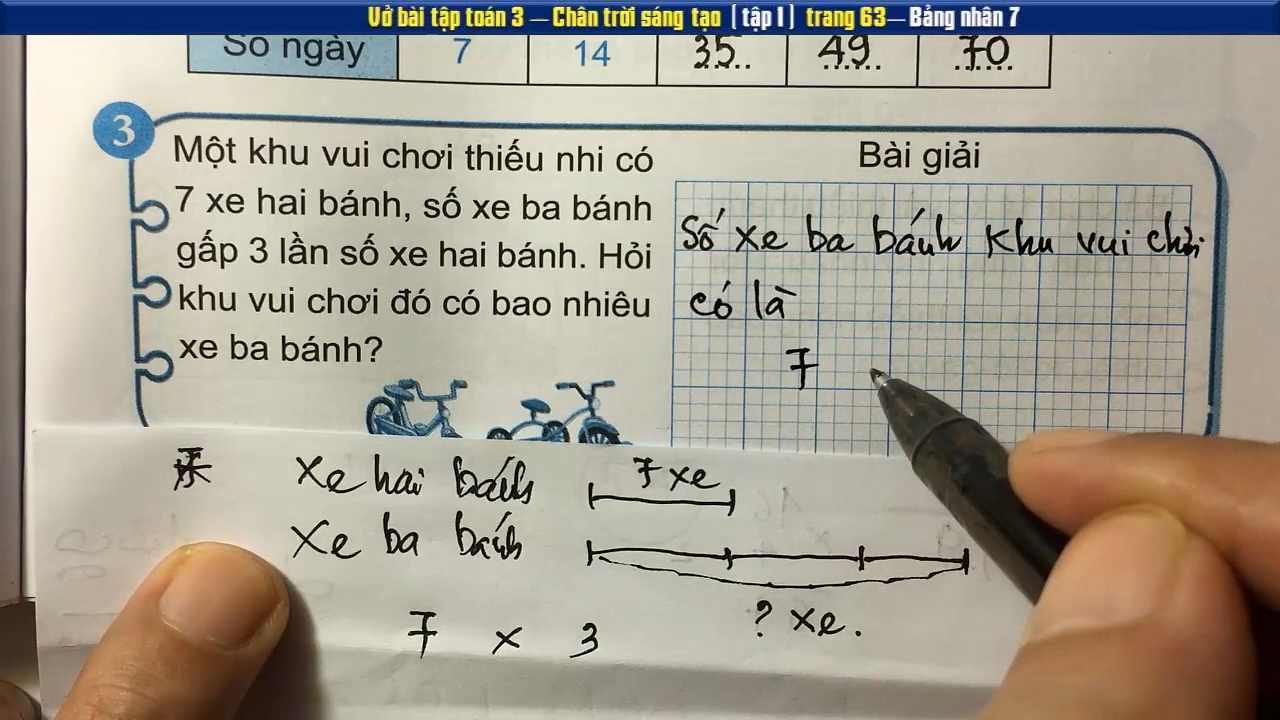 Vở bài tập toán 3 – Chân trời sáng tạo (tập 1) trang 63– Bảng nhân 7
Số ngày 7 14 35 49 70
3
Một khu vui chơi thiếu nhi có
7 xe hai bánh, số xe ba bánh
gấp 3 lần số xe hai bánh. Hỏi
khu vui chơi đó có bao nhiêu
xe ba bánh?
Bài giải
Số xe ba bánh khu vui chơi
có là
7
Xe hai bánh 7 xe
Xe ba bánh
? xe.
7 x 3